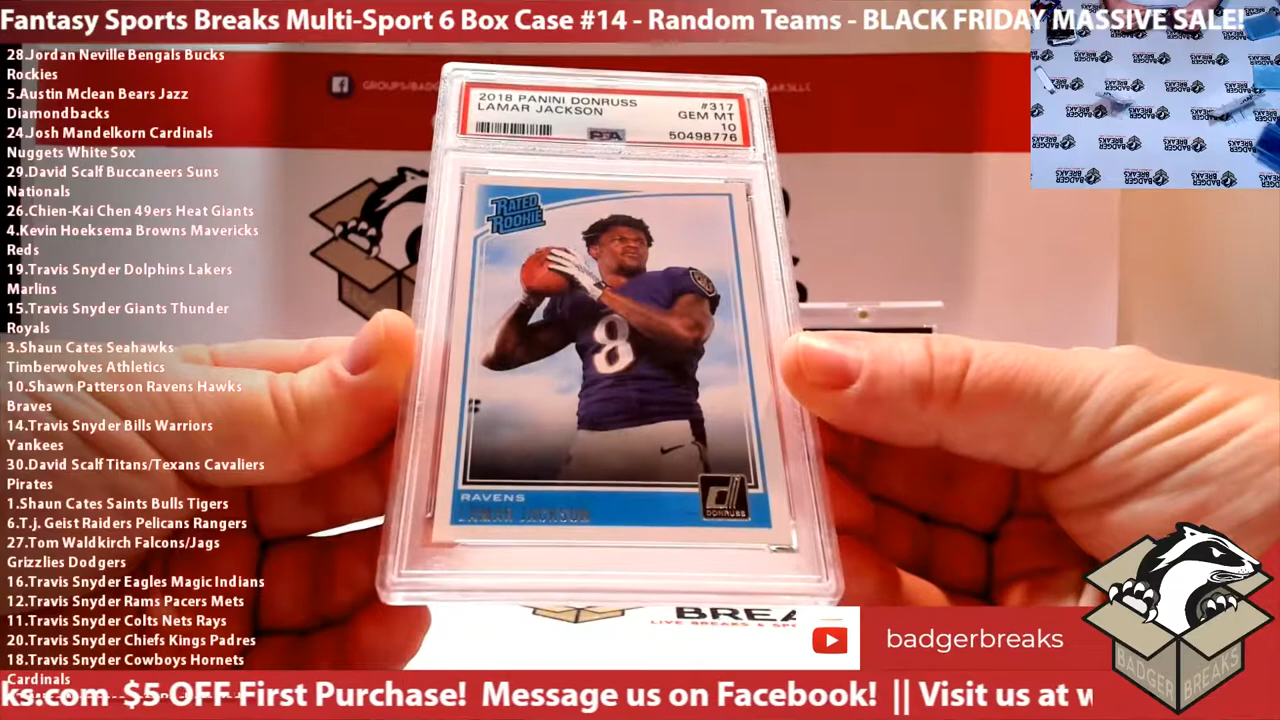 Fantasy Sports Breaks Multi-Sport 6 Box Case #14 - Random Teams - BLACK FRIDAY MASSIVE SALE!
28.Jordan Neville Bengals Bucks
Rockies
5.Austin Mclean Bears Jazz
Diamondbacks
24.Josh Mandelkorn Cardinals
Nuggets White Sox
29.David Scalf Buccaneers Suns
Nationals
26.Chien-Kai Chen 49ers Heat Giants
4.Kevin Hoeksema Browns Mavericks
Reds
19.Travis Snyder Dolphins Lakers
Marlins
15.Travis Snyder Giants Thunder
Royals
3.Shaun Cates Seahawks
Timberwolves Athletics
10.Shawn Patterson Ravens Hawks
Braves
14.Travis Snyder Bills Warriors
Yankees
30.David Scalf Titans/Texans Cavaliers
Pirates
1.Shaun Cates Saints Bulls Tigers
6.T.j. Geist Raiders Pelicans Rangers
27.Tom Waldkirch Falcons/Jags
Grizzlies Dodgers
16.Travis Snyder Eagles Magic Indians
12.Travis Snyder Rams Pacers Mets
11.Travis Snyder Colts Nets Rays
20.Travis Snyder Chiefs Kings Padres
18.Travis Snyder Cowboys Hornets
Cardinals
2018 PANINI DONRUSS #317
LAMAR JACKSON GEM MT
10
PSA 50498776
RATED
ROOKIE
8
RAVENS
LAMAR JACKSON
DONRUSS
BREA
badgerbreaks
BADGER BREAKS
ks.com $5 OFF First Purchase! Message us on Facebook! || Visit us at w